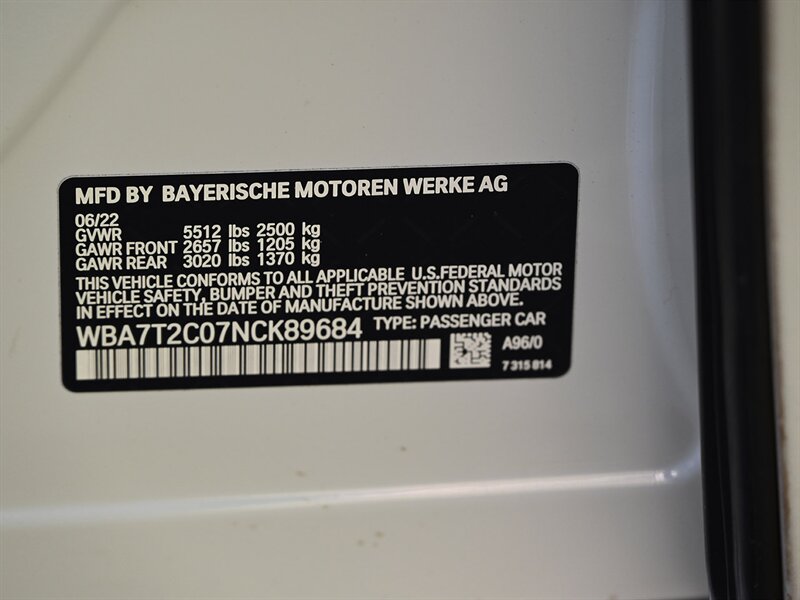 MFD BY BAYERISCHE MOTOREN WERKE AG
06/22
GVWR 5512 lbs 2500 kg
GAWR FRONT 2657 lbs 1205 kg
GAWR REAR 3020 lbs 1370 kg
THIS VEHICLE CONFORMS TO ALL APPLICABLE U.S.FEDERAL MOTOR
VEHICLE SAFETY, BUMPER AND THEFT PREVENTION STANDARDS
IN EFFECT ON THE DATE OF MANUFACTURE SHOWN ABOVE.
WBA7T2C07NCK89684 TYPE: PASSENGER CAR
A96/0
7 315 814